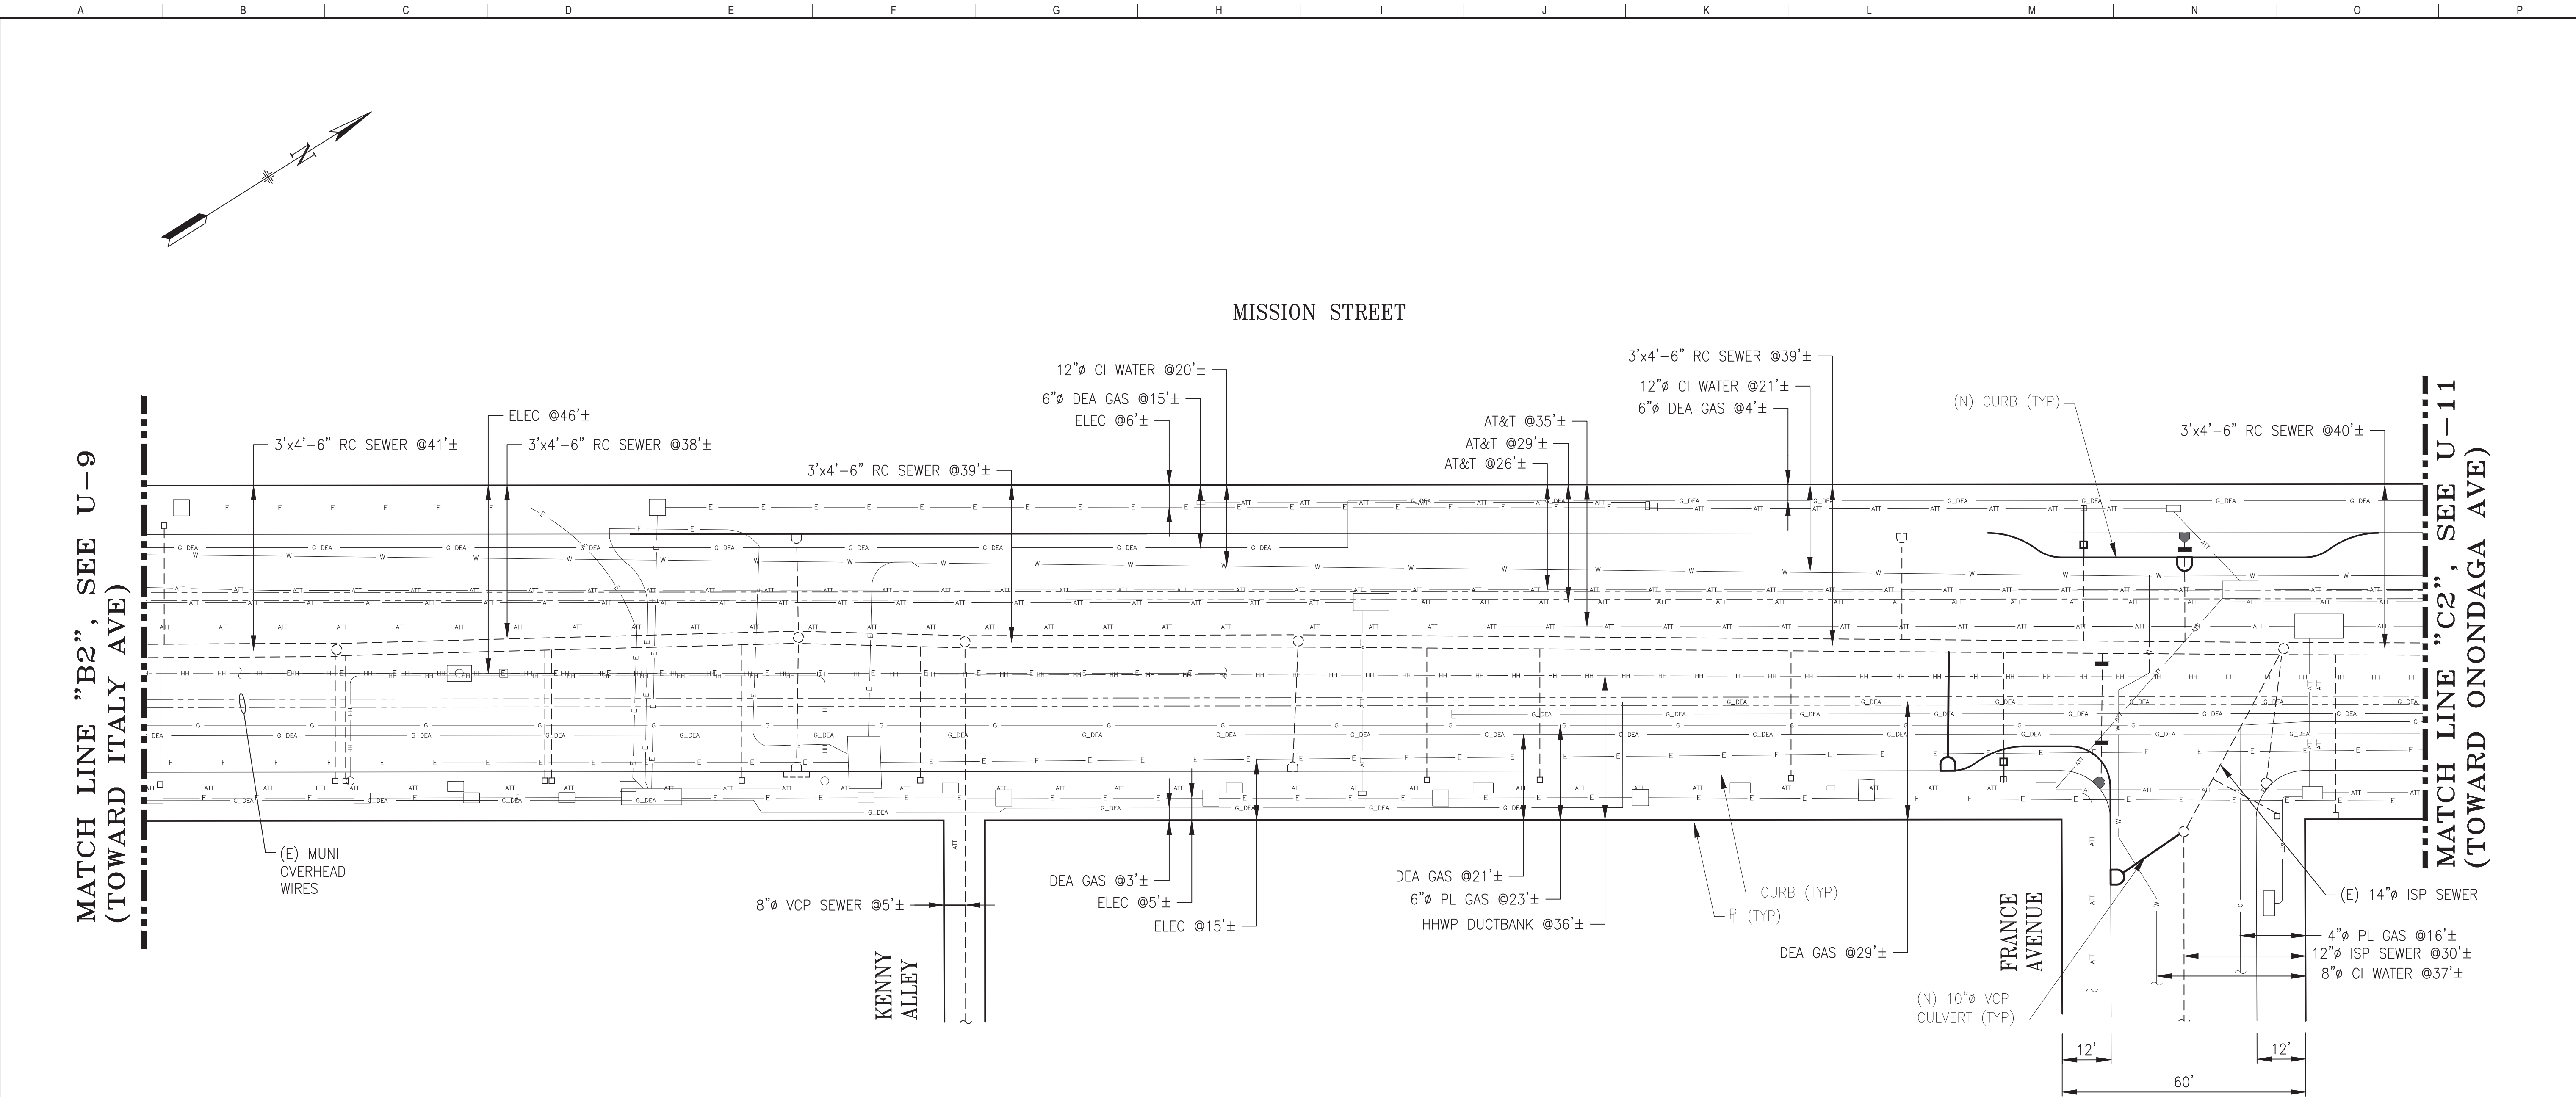 A B C D E F G H I J K L M N O P
N
MISSION STREET
MATCH LINE "B2", SEE U-9
(TOWARD ITALY AVE)
MATCH LINE "C2", SEE U-11
(TOWARD ONONDAGA AVE)
3'x4'-6" RC SEWER @41'±
ELEC @46'±
3'x4'-6" RC SEWER @38'±
3'x4'-6" RC SEWER @39'±
12"ø CI WATER @20'±
6"ø DEA GAS @15'±
ELEC @6'±
AT&T @35'±
AT&T @29'±
AT&T @26'±
3'x4'-6" RC SEWER @39'±
12"ø CI WATER @21'±
6"ø DEA GAS @4'±
(N) CURB (TYP)
3'x4'-6" RC SEWER @40'±
(E) MUNI
OVERHEAD
WIRES
8"ø VCP SEWER @5'±
KENNY
ALLEY
DEA GAS @3'±
ELEC @5'±
ELEC @15'±
DEA GAS @21'±
6"ø PL GAS @23'±
HHWP DUCTBANK @36'±
CURB (TYP)
PL (TYP)
DEA GAS @29'±
FRANCE
AVENUE
(N) 10"ø VCP
CULVERT (TYP)
(E) 14"ø ISP SEWER
4"ø PL GAS @16'±
12"ø ISP SEWER @30'±
8"ø CI WATER @37'±
12'
12'
60'